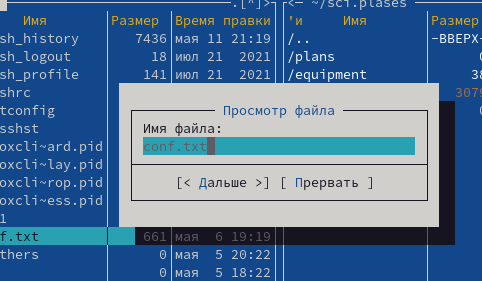 .[^]> <— ~/sci.plases
Имя Размер Время правки 'и Имя Размер
sh_history 7436 мая 11 21:19 /.. –ВВЕРХ–
sh_logout 18 июл 21 2021 /plans
sh_profile 141 июл 21 2021 /equipment 38
shrc 3079
tconfig
sshst
oxcli~ard.pid
oxcli~lay.pid
oxcli~rop.pid
oxcli~ess.pid
1
f.txt 661 мая 6 19:19
thers 0 мая 5 20:22
0 мая 5 18:22
Просмотр файла
Имя файла:
conf.txt
[< Дальше >] [ Прервать ]